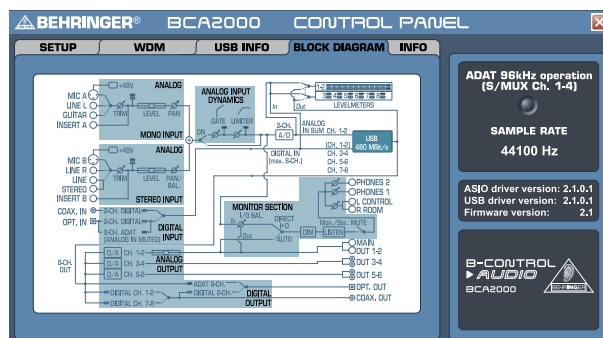 BEHRINGER® BCA2000 CONTROL PANEL
SETUP WDM USB INFO BLOCK DIAGRAM INFO
+48V ANALOG
MIC A
LINE L
GUITAR
INSERT A
TRIM LEVEL PAN
MONO INPUT
ANALOG INPUT
DYNAMICS
GATE LIMITER
ON
1-2 3 4 5 6 7 8
In Out LEVELMETERS
2-CH.
A/D
ANALOG
IN SUM CH. 1-2
DIGITAL IN
(max. 8-CH.)
(CH. 1-2)
CH. 3-4
CH. 5-6
CH. 7-8
USB
480 MBit/s
+48V ANALOG
MIC B
LINE R
LINE
STEREO
INSERT B
TRIM LEVEL PAN/
BAL.
STEREO INPUT
COAX. IN 2-CH. DIGITAL
OPT. IN 2-CH. DIGITAL
8-CH. ADAT
(ANALOG IN MUTED)
DIGITAL
INPUT
MONITOR SECTION
I/O BAL.
In
Out
DIRECT
I+O
AUTO
DIM LISTEN
Mon./Ste. MUTE
PHONES 2
PHONES 1
L CONTROL
R ROOM
MAIN
OUT 1-2
OUT 3-4
OUT 5-6
OPT. OUT
COAX. OUT
8-CH.
OUT
D/A CH. 1-2
D/A CH. 3-4
D/A CH. 5-6
ANALOG
OUTPUT
ADAT 8-CH.
DIGITAL CH. 1-2 DIGITAL 2-CH.
DIGITAL CH. 7-8
DIGITAL
OUTPUT
ADAT 96kHz operation
(S/MUX Ch. 1-4)
SAMPLE RATE
44100 Hz
ASIO driver version: 2.1.0.1
USB driver version: 2.1.0.1
Firmware version: 2.1
B-CONTROL
AUDIO
BCA2000
BEHRINGER